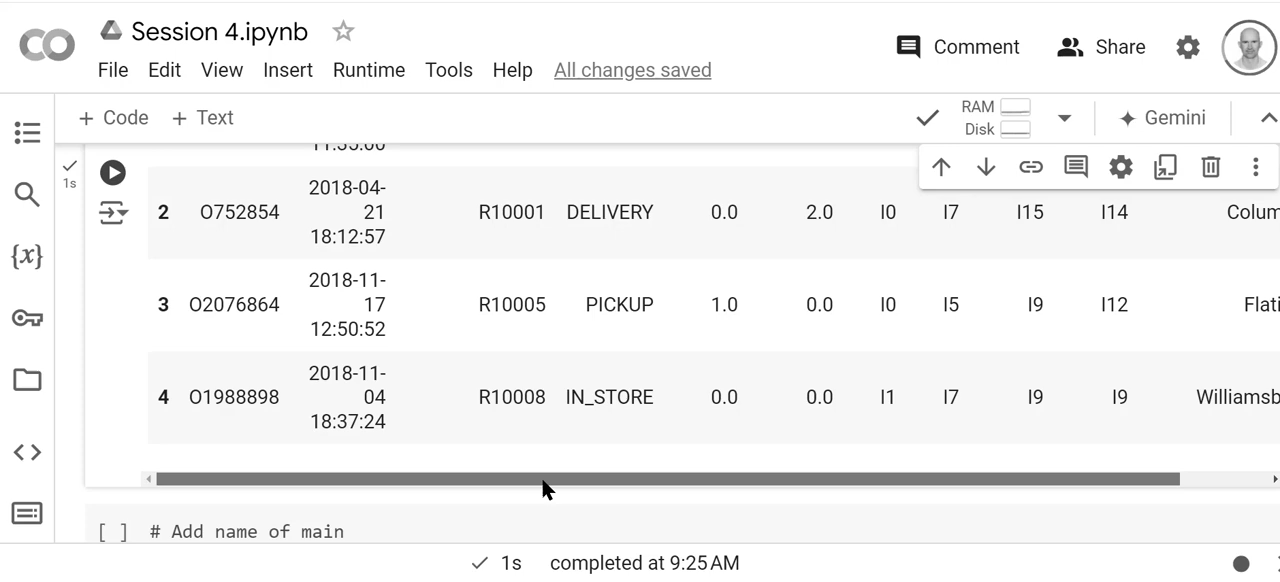 Session 4.ipynb
Comment
Share
File Edit View Insert Runtime Tools Help All changes saved
+ Code + Text
RAM
Disk
Gemini
1s
2 O752854 2018-04-21 18:12:57 R10001 DELIVERY 0.0 2.0 I0 I7 I15 I14 Colum
3 O2076864 2018-11-17 12:50:52 R10005 PICKUP 1.0 0.0 I0 I5 I9 I12 Flati
4 O1988898 2018-11-04 18:37:24 R10008 IN_STORE 0.0 0.0 I1 I7 I9 I9 Williamsb
[ ] # Add name of main
1s completed at 9:25 AM